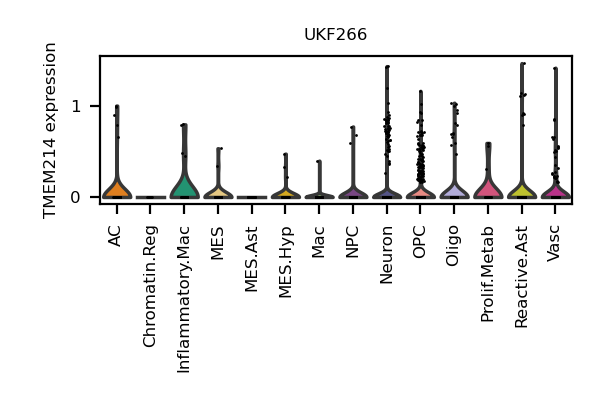 UKF266
TMEM214 expression
1
0
AC
Chromatin.Reg
Inflammatory.Mac
MES
MES.Ast
MES.Hyp
Mac
NPC
Neuron
OPC
Oligo
Prolif.Metab
Reactive.Ast
Vasc